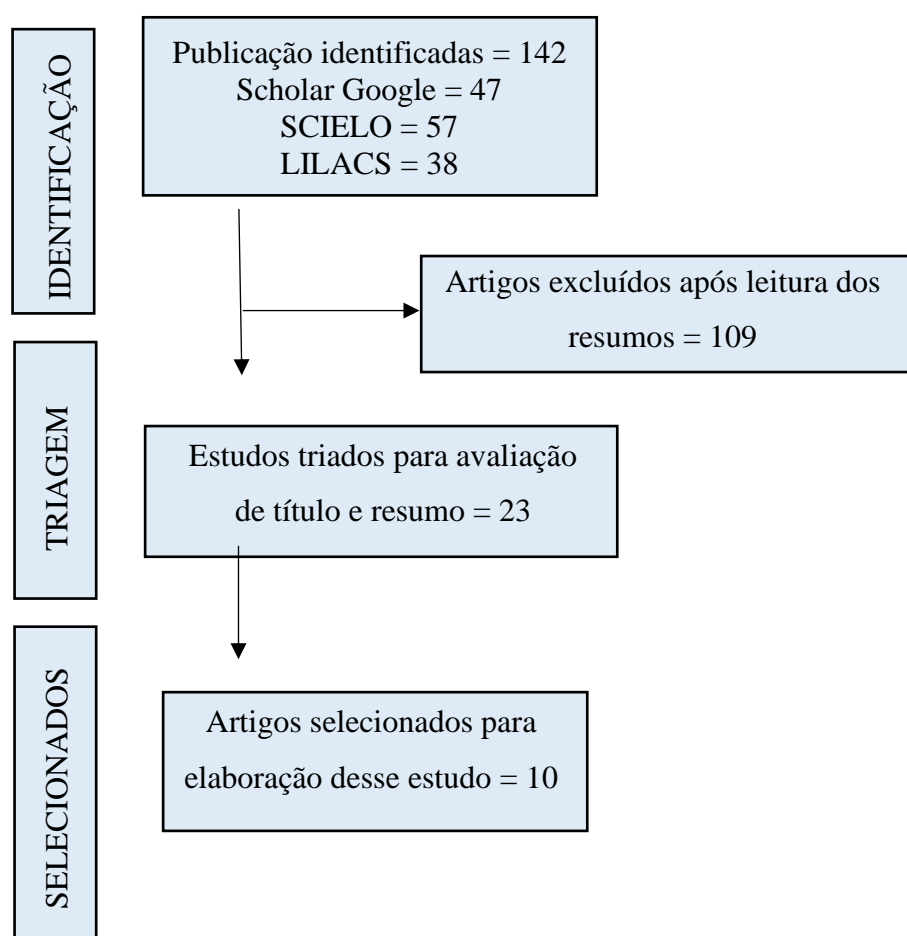 IDENTIFICAÇÃO
Publicação identificadas = 142
Scholar Google = 47
SCIELO = 57
LILACS = 38
Artigos excluídos após leitura dos
resumos = 109
TRIAGEM
Estudos triados para avaliação
de título e resumo = 23
SELECIONADOS
Artigos selecionados para
elaboração desse estudo = 10